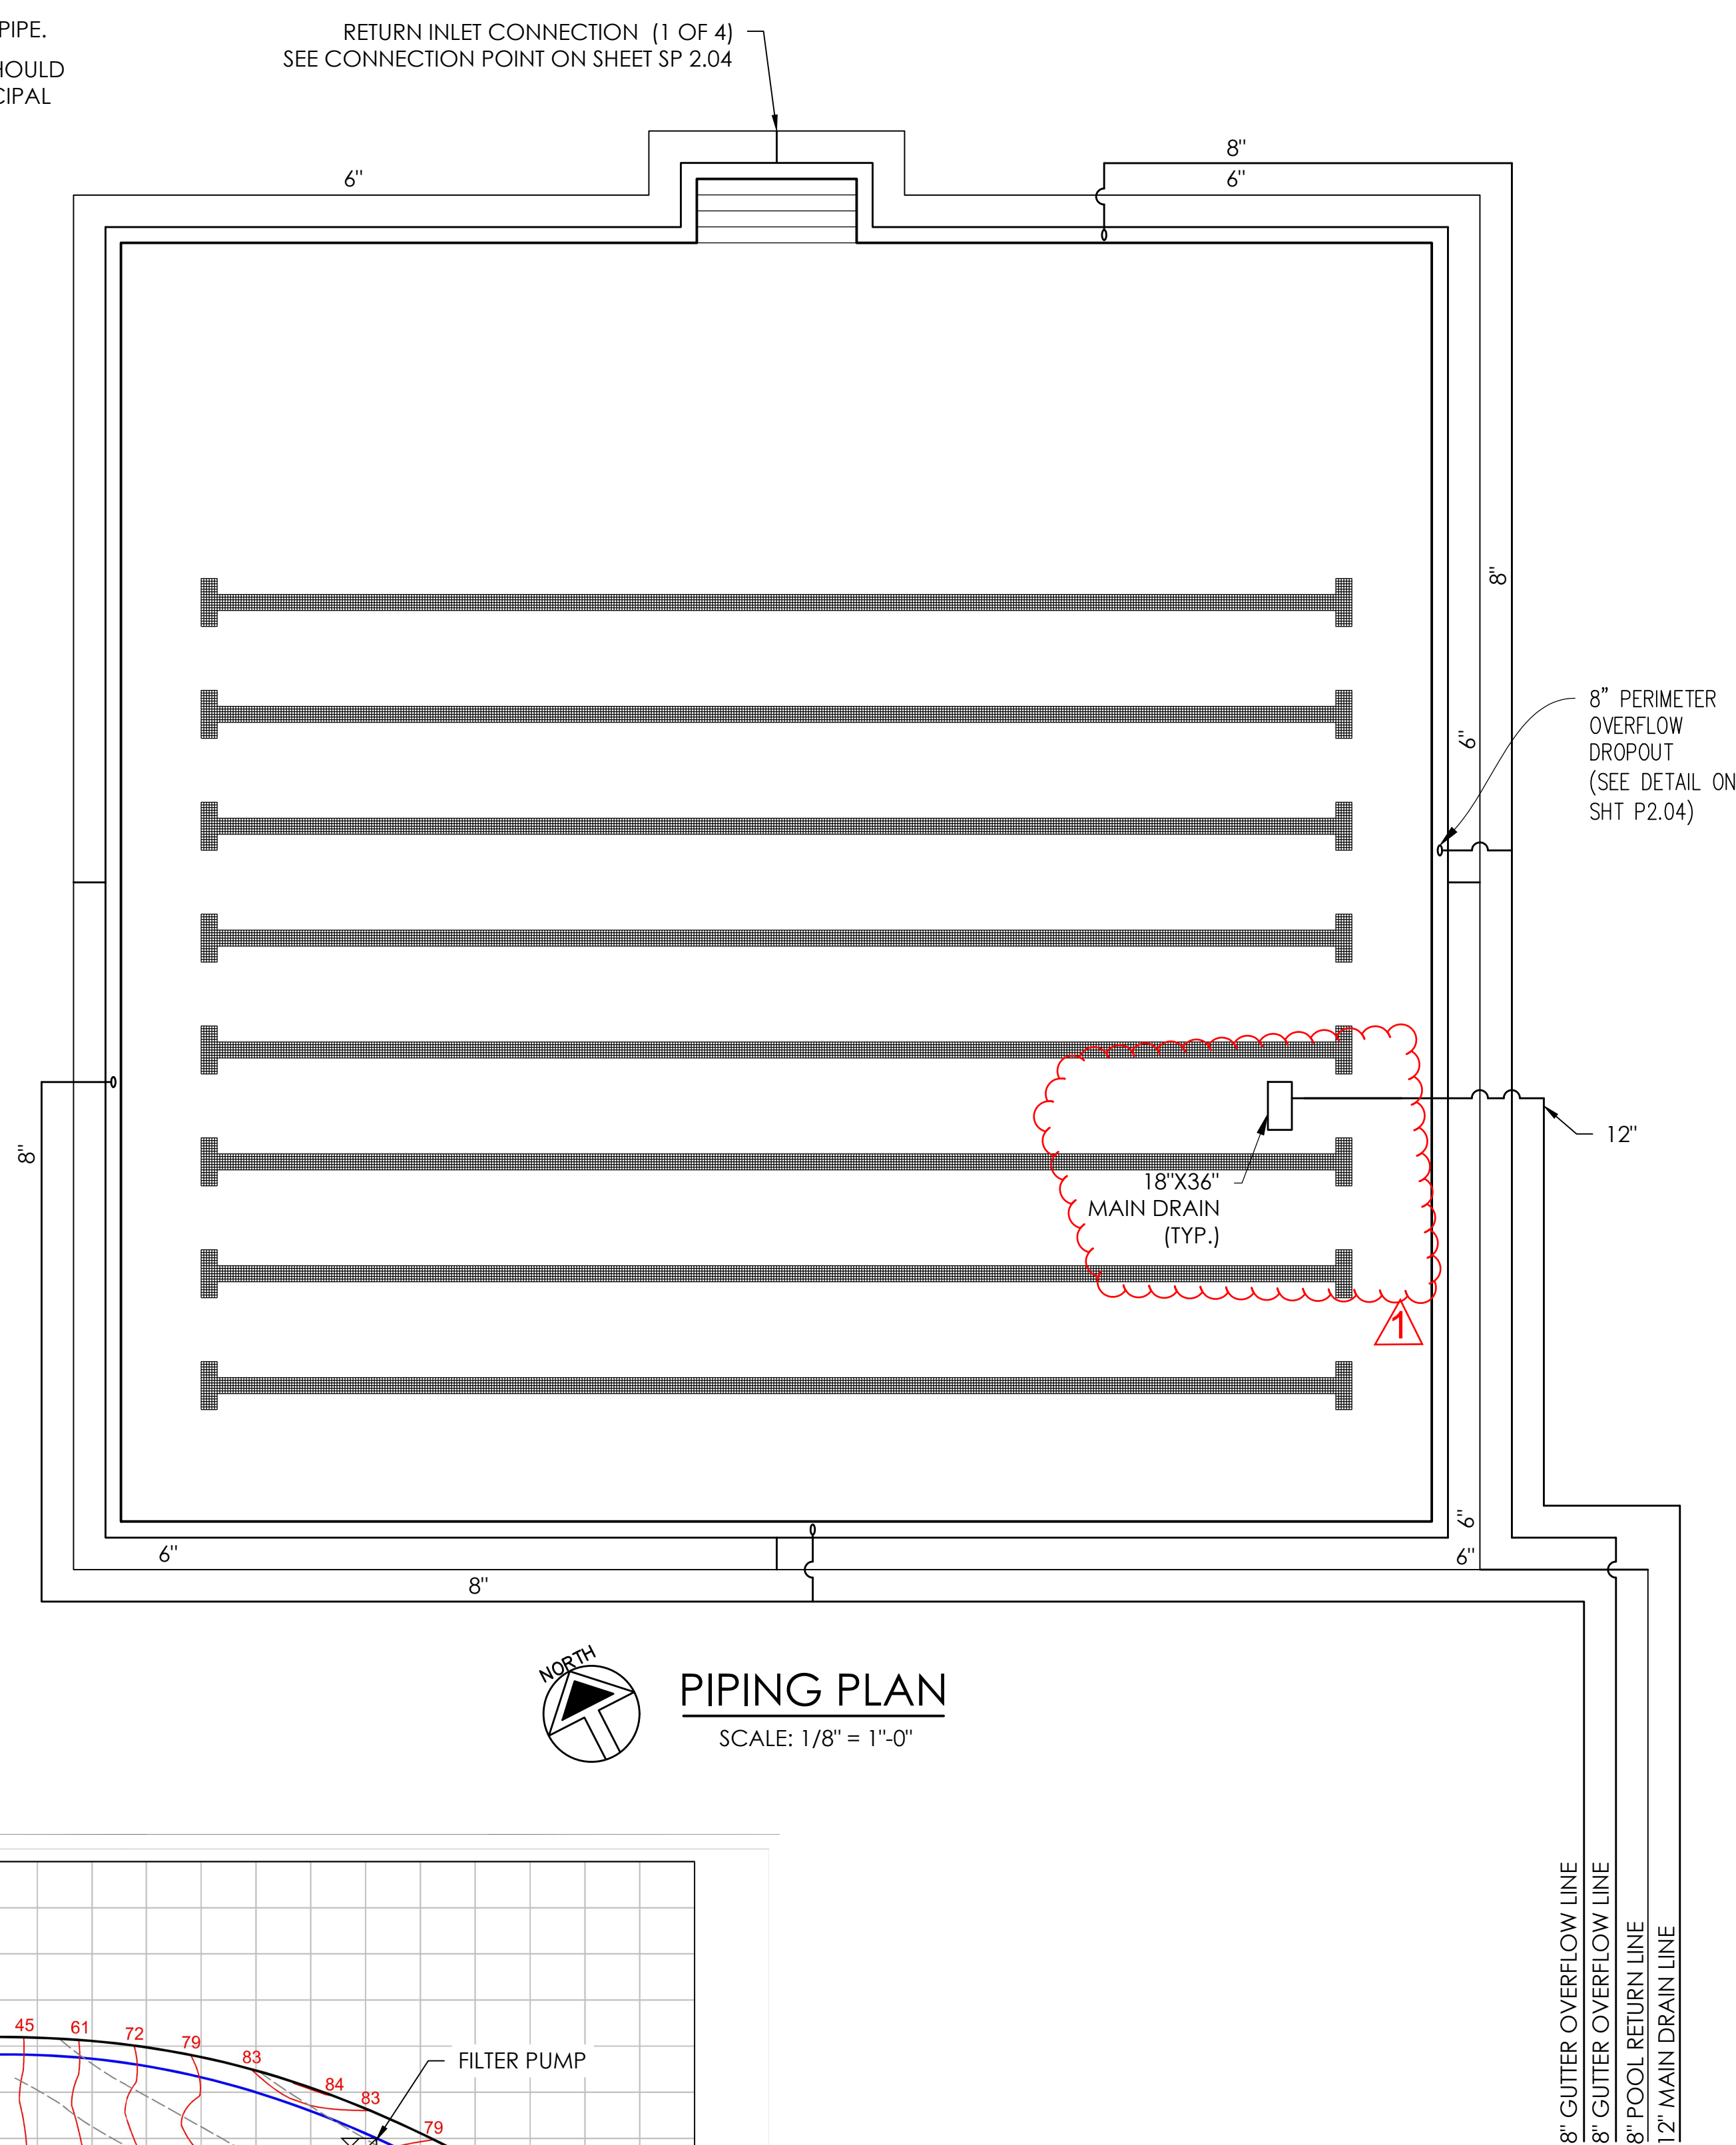 PIPE.
HOULD
CIPAL
RETURN INLET CONNECTION (1 OF 4)
SEE CONNECTION POINT ON SHEET SP 2.04
8"
6"
6"
8"
6"
8” PERIMETER
OVERFLOW
DROPOUT
(SEE DETAIL ON
SHT P2.04)
12"
8"
18"X36"
MAIN DRAIN
(TYP.)
1
6"
6"
6"
8"
NORTH
PIPING PLAN
SCALE: 1/8" = 1"-0"
8" GUTTER OVERFLOW LINE
8" GUTTER OVERFLOW LINE
8" POOL RETURN LINE
12" MAIN DRAIN LINE
45
61
72
79
83
84
83
79
FILTER PUMP